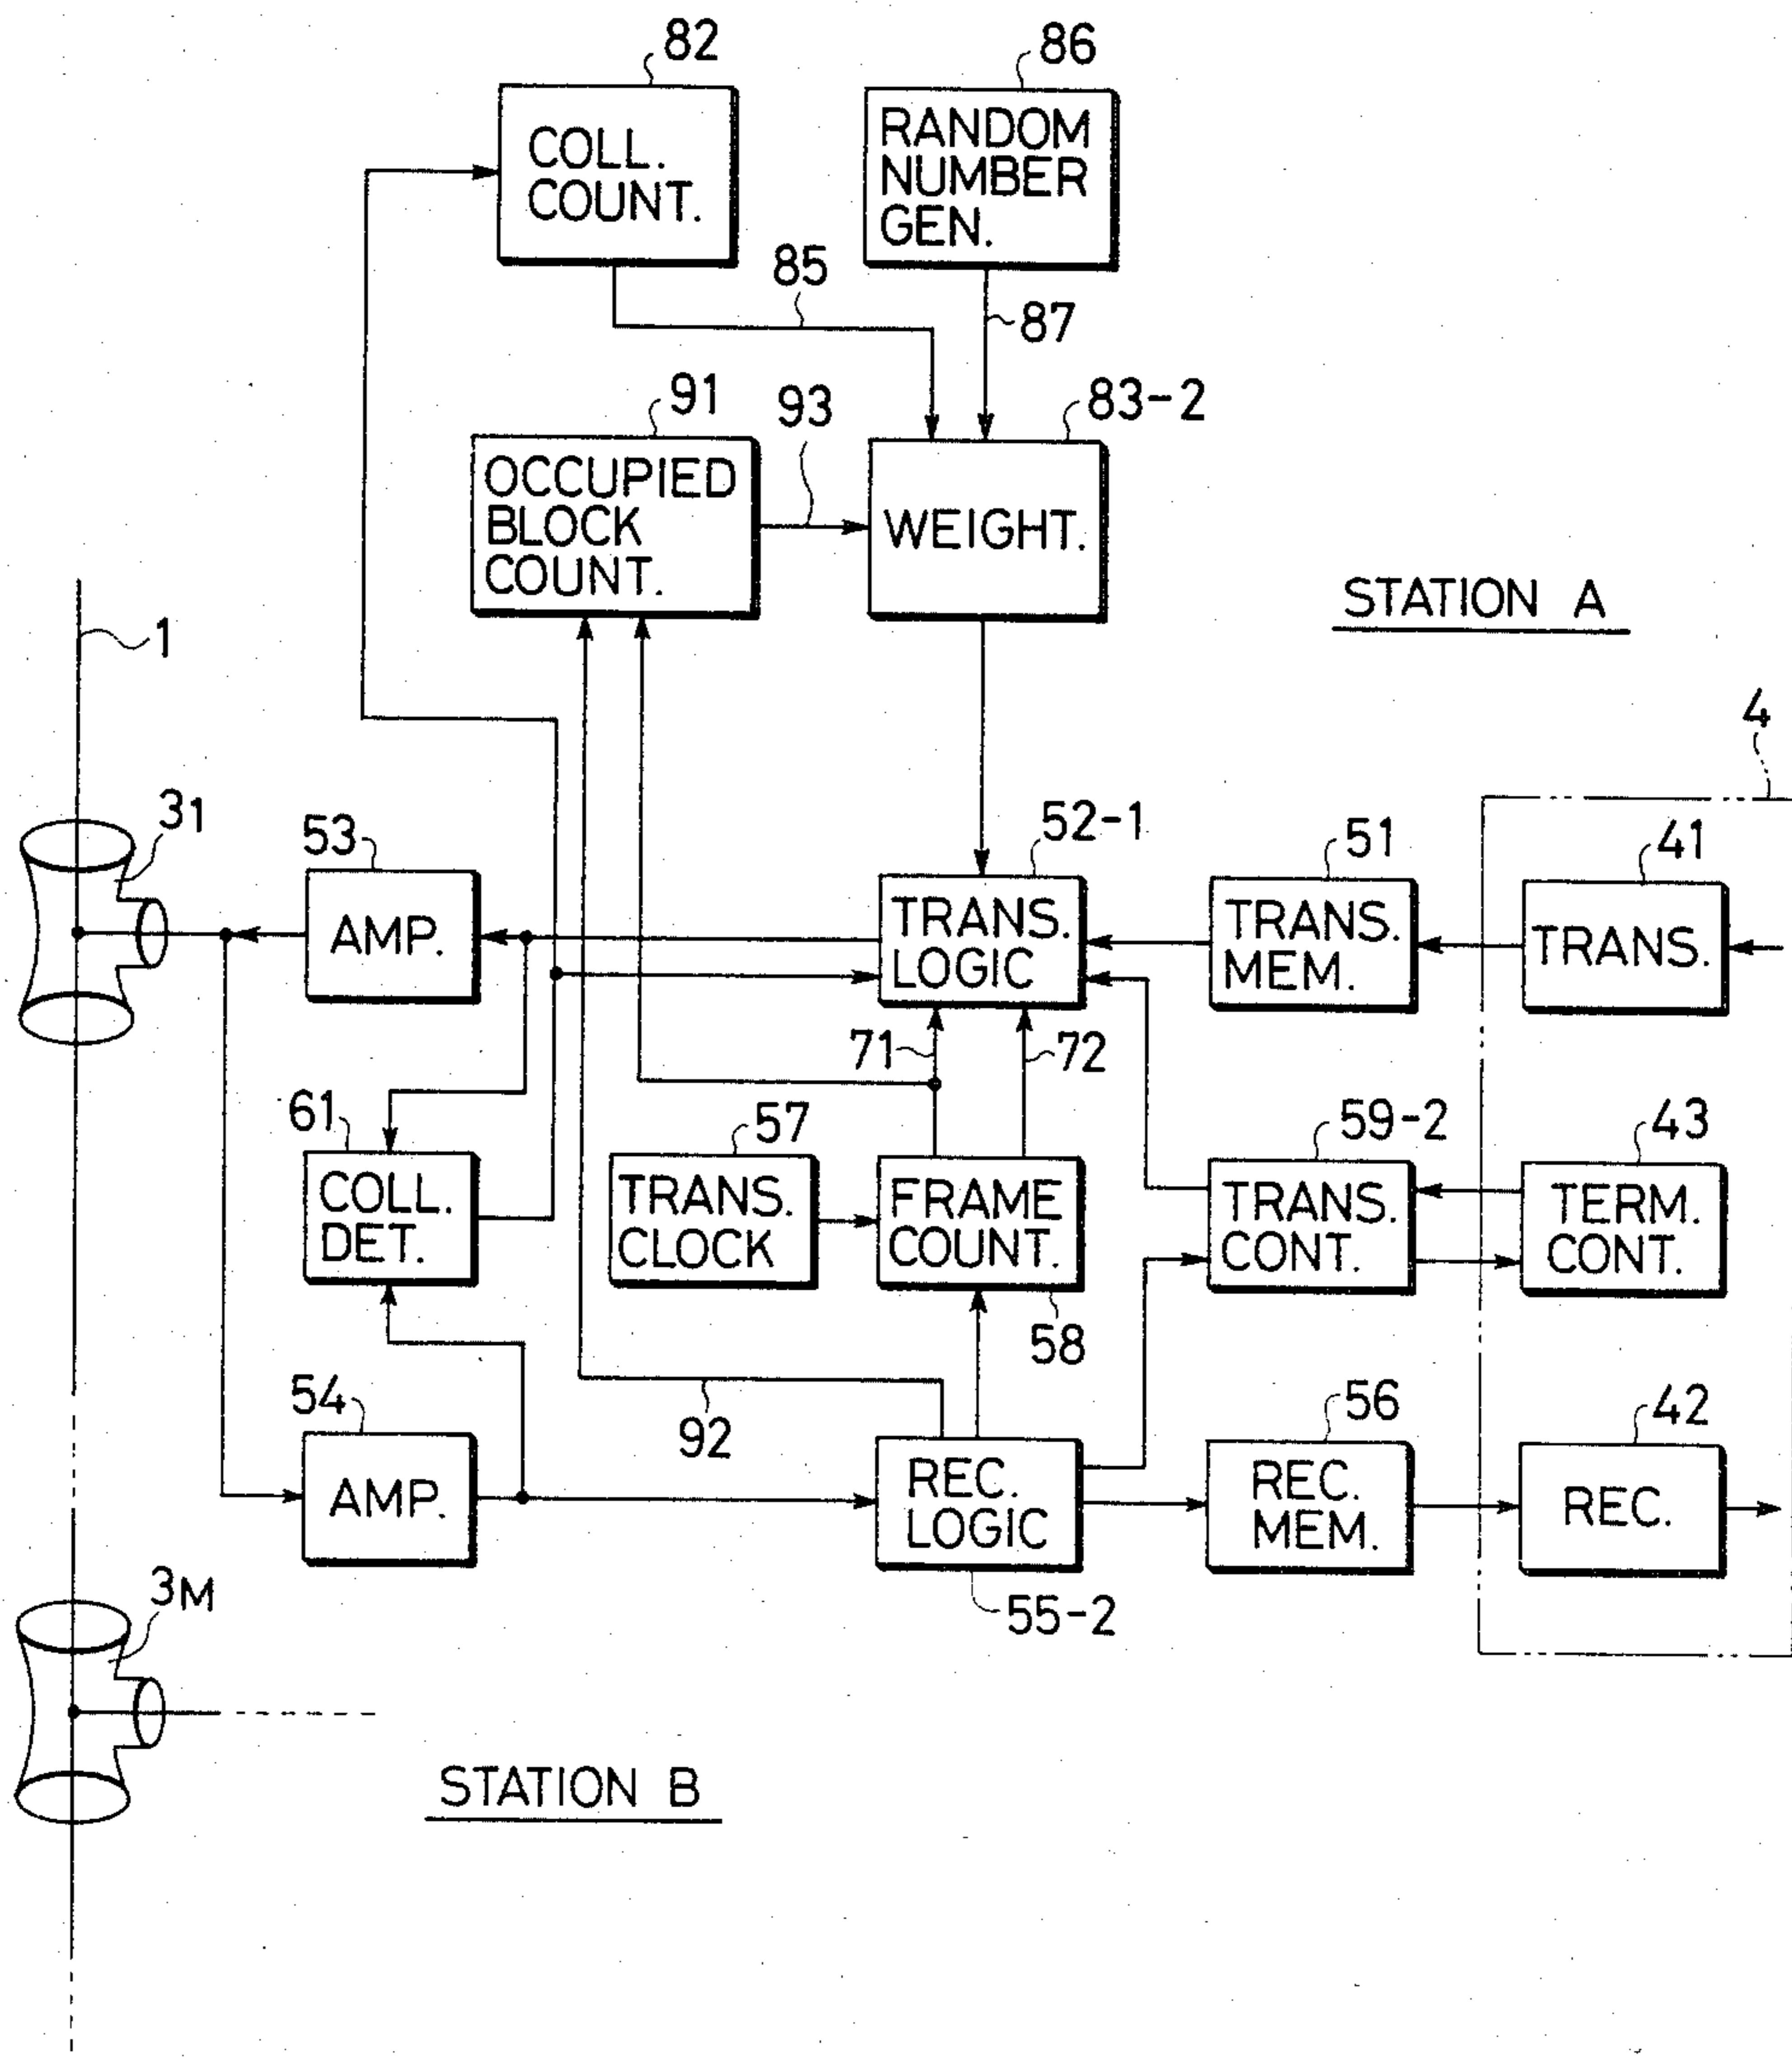 82
86
COLL.
COUNT.
RANDOM
NUMBER
GEN.
85
87
91
93
83-2
OCCUPIED
BLOCK
COUNT.
WEIGHT.
STATION A
1
4
31
53
52-1
51
41
AMP.
TRANS.
LOGIC
TRANS.
MEM.
TRANS.
71
72
61
57
59-2
43
COLL.
DET.
TRANS.
CLOCK
FRAME
COUNT.
TRANS.
CONT.
TERM.
CONT.
58
54
92
56
42
AMP.
REC.
LOGIC
REC.
MEM.
REC.
3M
55-2
STATION B